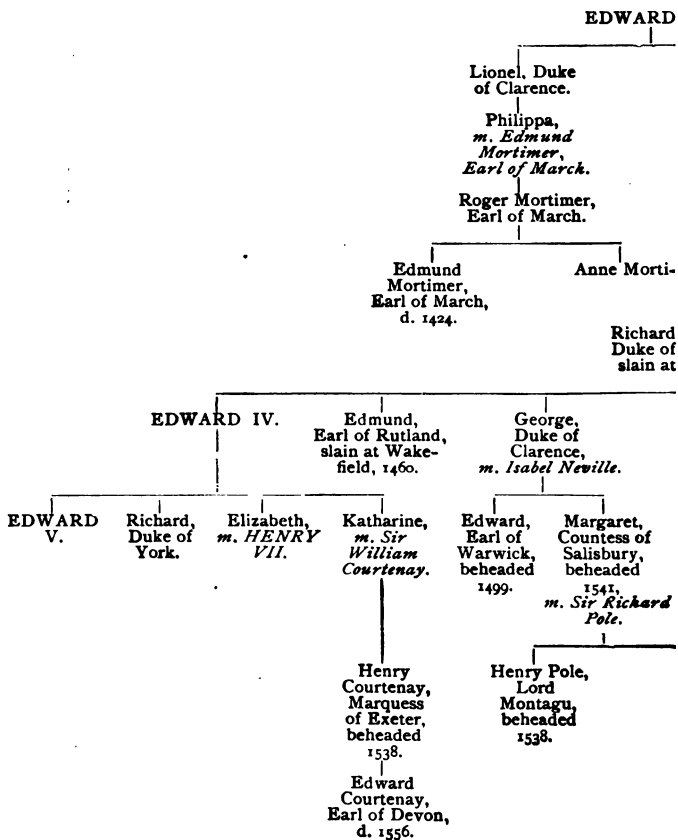 EDWARD
Lionel, Duke
of Clarence.
Philippa,
m. Edmund
Mortimer,
Earl of March.
Roger Mortimer,
Earl of March.
Edmund
Mortimer,
Earl of March,
d. 1424.
Anne Morti-
Richard
Duke of
slain at
EDWARD IV.
Edmund,
Earl of Rutland,
slain at Wake-
field, 1460.
George,
Duke of
Clarence,
m. Isabel Neville.
EDWARD
V.
Richard,
Duke of
York.
Elizabeth,
m. HENRY
VII.
Katharine,
m. Sir
William
Courtenay.
Edward,
Earl of
Warwick,
beheaded
1499.
Margaret,
Countess of
Salisbury,
beheaded
1541,
m. Sir Richard
Pole.
Henry
Courtenay,
Marquess
of Exeter,
beheaded
1538.
Henry Pole,
Lord
Montagu,
beheaded
1538.
Edward
Courtenay,
Earl of Devon,
d. 1556.